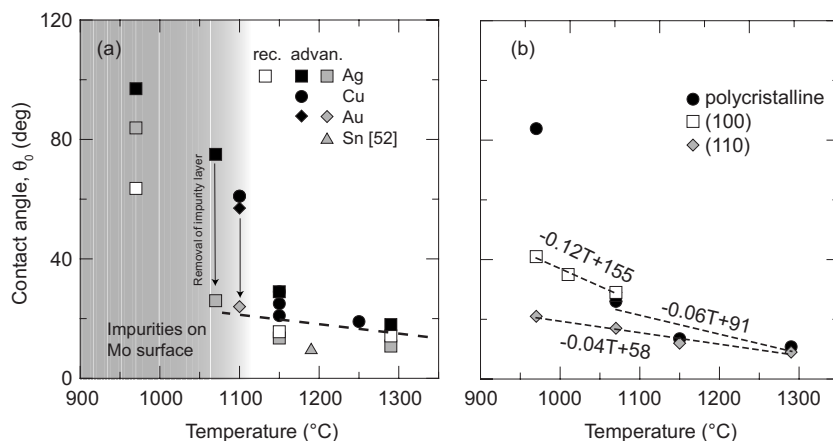 (a)
rec. advan.
Ag
Cu
Au
Sn [52]
Removal of impurity layer
Impurities on
Mo surface
Contact angle, θ0 (deg)
120
80
40
0
900 1000 1100 1200 1300
Temperature (°C)
(b)
polycristalline
(100)
(110)
-0.12T+155
-0.06T+91
-0.04T+58
900 1000 1100 1200 1300
Temperature (°C)